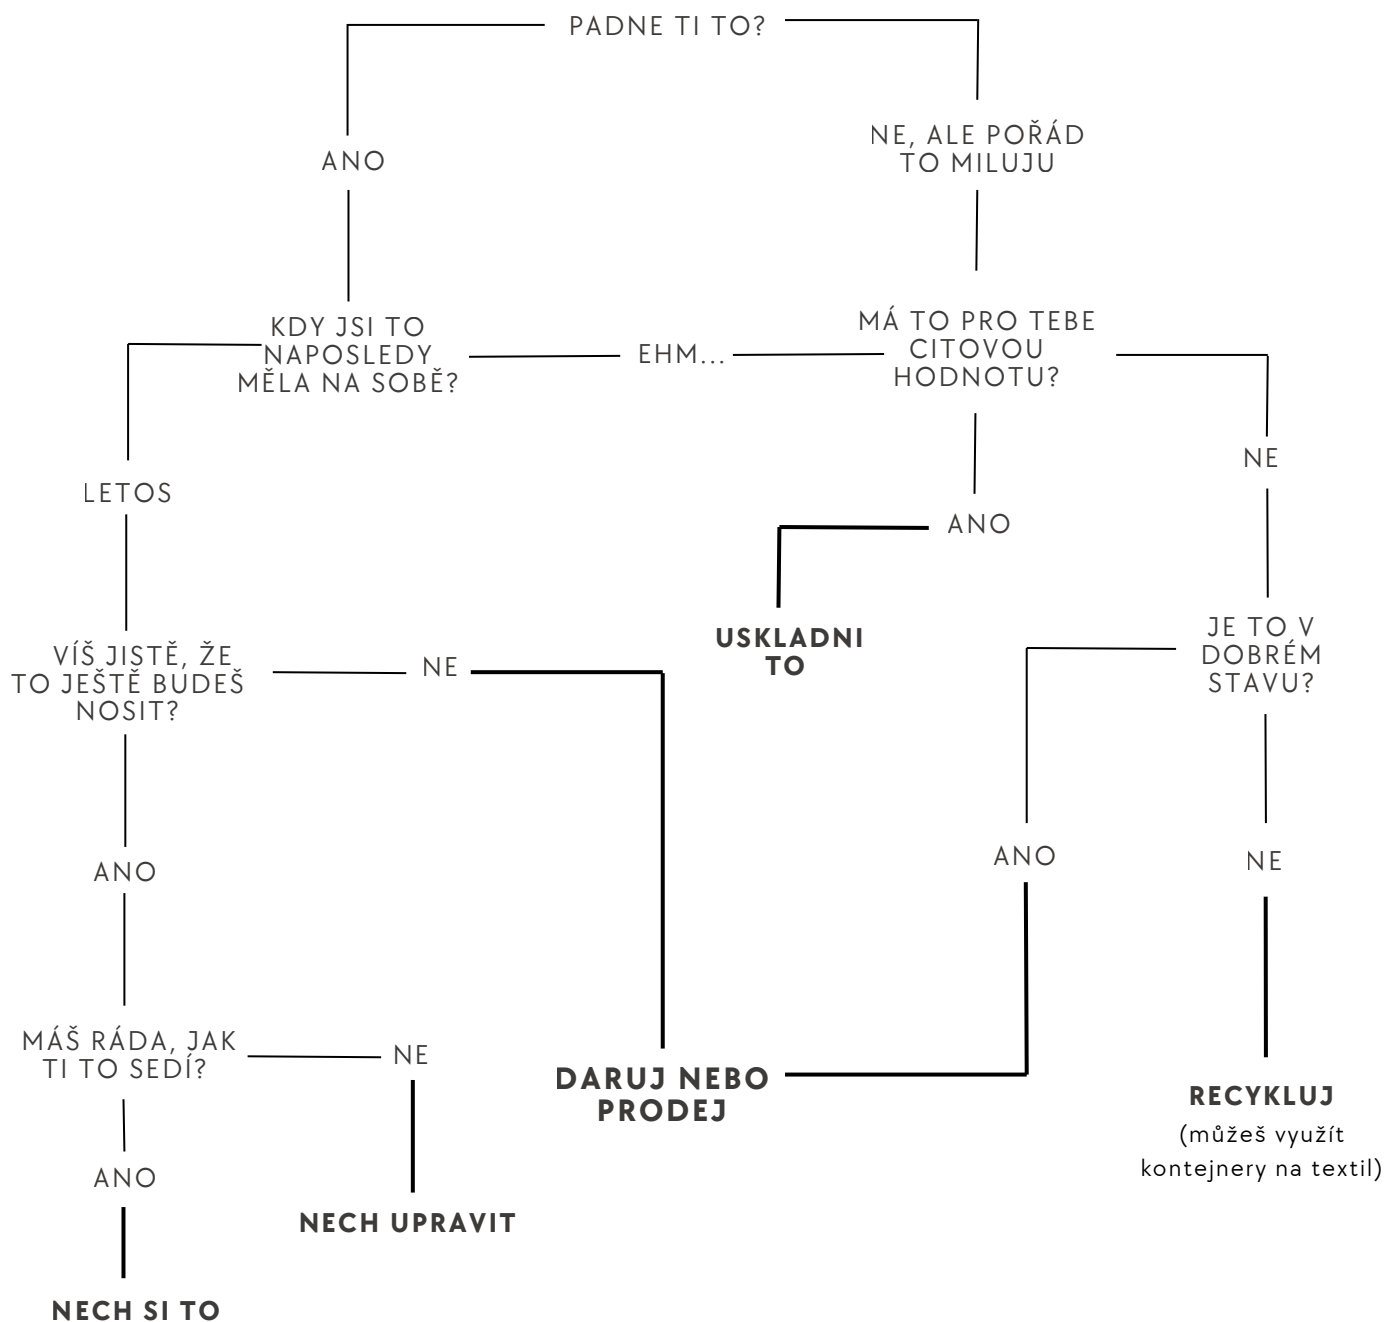 PADNE TI TO?
ANO
NE, ALE POŘÁD
TO MILUJU
KDY JSI TO
NAPOSLEDY
MĚLA NA SOBĚ?
EHM...
MÁ TO PRO TEBE
CITOVOU
HODNOTU?
NE
LETOS
ANO
USKLADNI
TO
JE TO V
DOBRÉM
STAVU?
VÍŠ JISTĚ, ŽE
TO JEŠTĚ BUDEŠ
NOSIT?
NE
ANO
ANO
NE
MÁŠ RÁDA, JAK
TI TO SEDÍ?
NE
DARUJ NEBO
PRODEJ
RECYKLUJ
(můžeš využít
kontejnery na textil)
ANO
NECH UPRAVIT
NECH SI TO